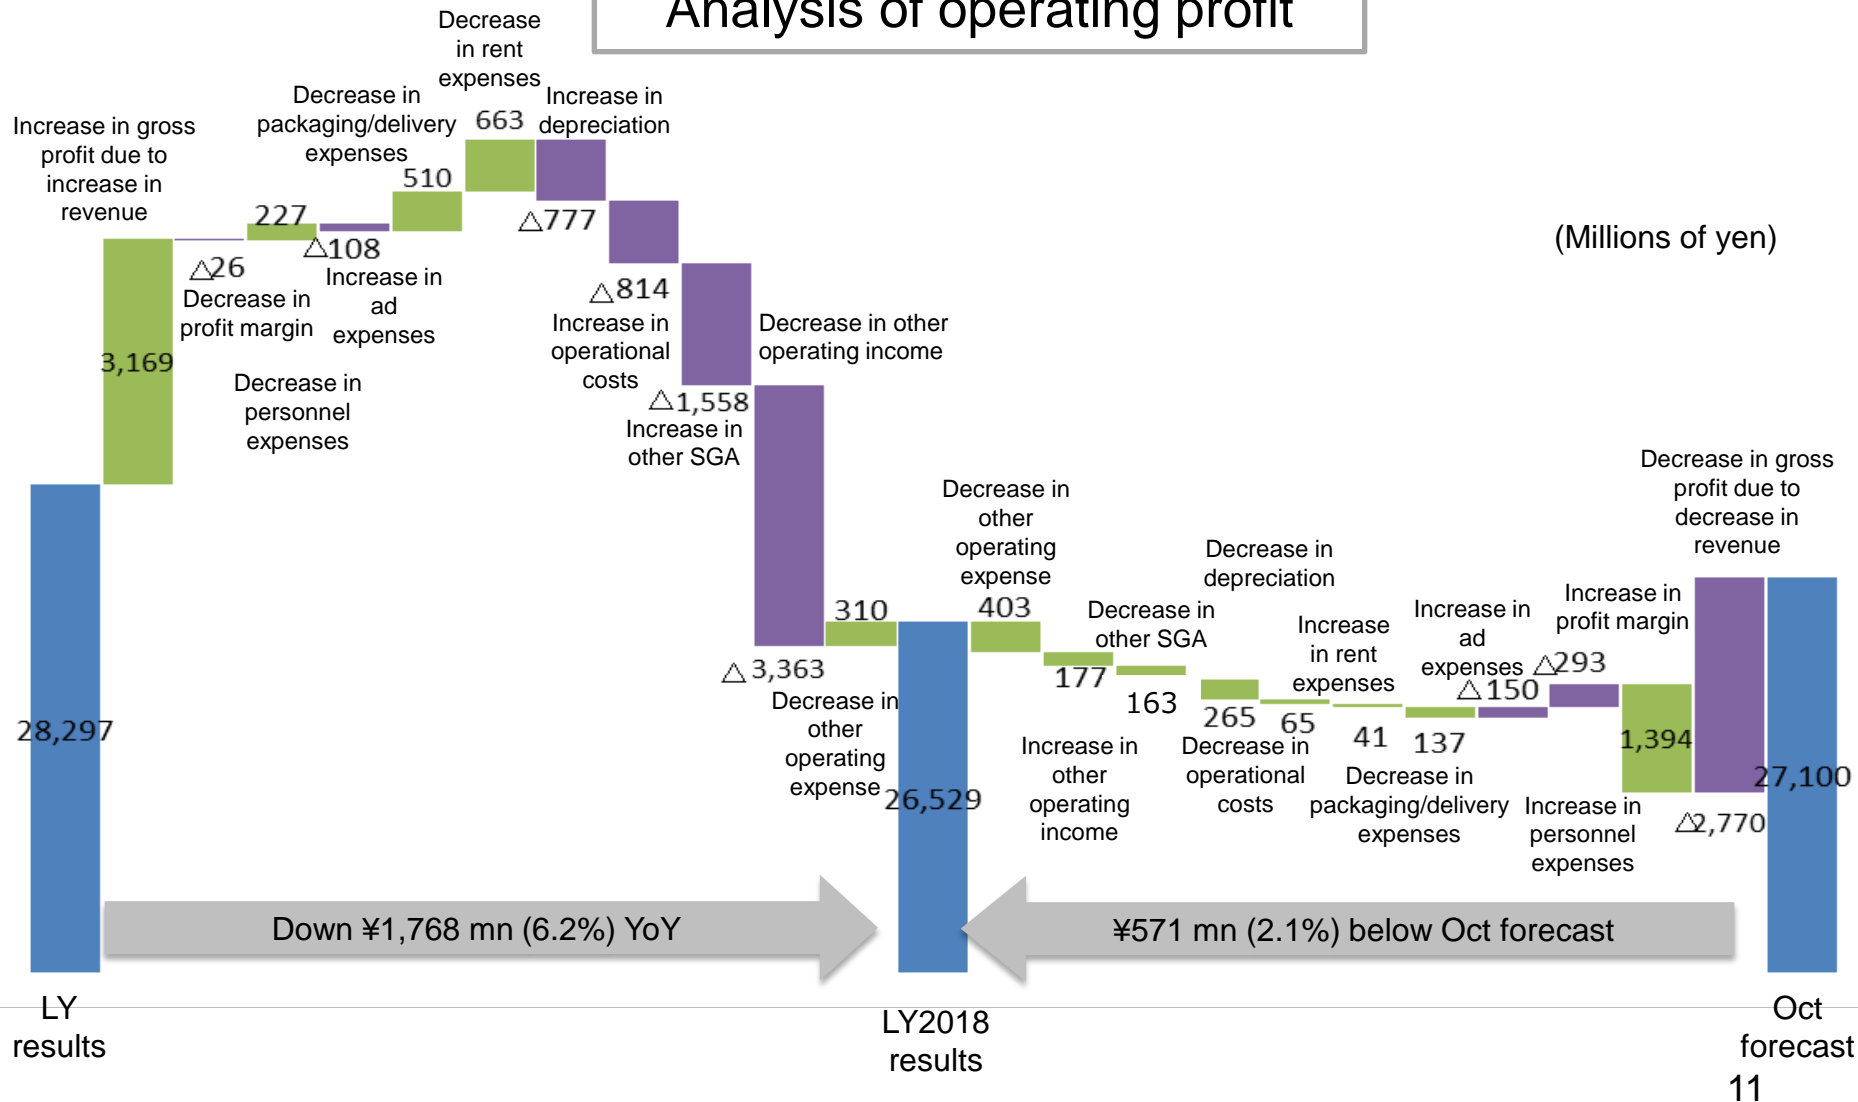 Analysis of operating profit
(Millions of yen)
Increase in gross
profit due to
increase in
revenue
3,169
△26
Decrease in
profit margin
227
Decrease in
personnel
expenses
△108
Increase in
ad
expenses
Decrease in
packaging/delivery
expenses
510
Decrease
in rent
expenses
663
Increase in
depreciation
△777
△814
Increase in
operational
costs
△1,558
Increase in
other SGA
Decrease in other
operating income
△3,363
310
Decrease in
other
operating
expense
28,297
26,529
Decrease in
other
operating
expense
403
177
Increase in
other
operating
income
Decrease in
other SGA
163
Decrease in
depreciation
265
Decrease in
operational
costs
65
Increase
in rent
expenses
41
Decrease in
packaging/delivery
expenses
137
Increase in
ad
expenses
△150
Increase in
personnel
expenses
△293
Increase in
profit margin
1,394
Decrease in gross
profit due to
decrease in
revenue
△2,770
27,100
Down ¥1,768 mn (6.2%) YoY
¥571 mn (2.1%) below Oct forecast
LY
results
LY2018
results
Oct
forecast
11